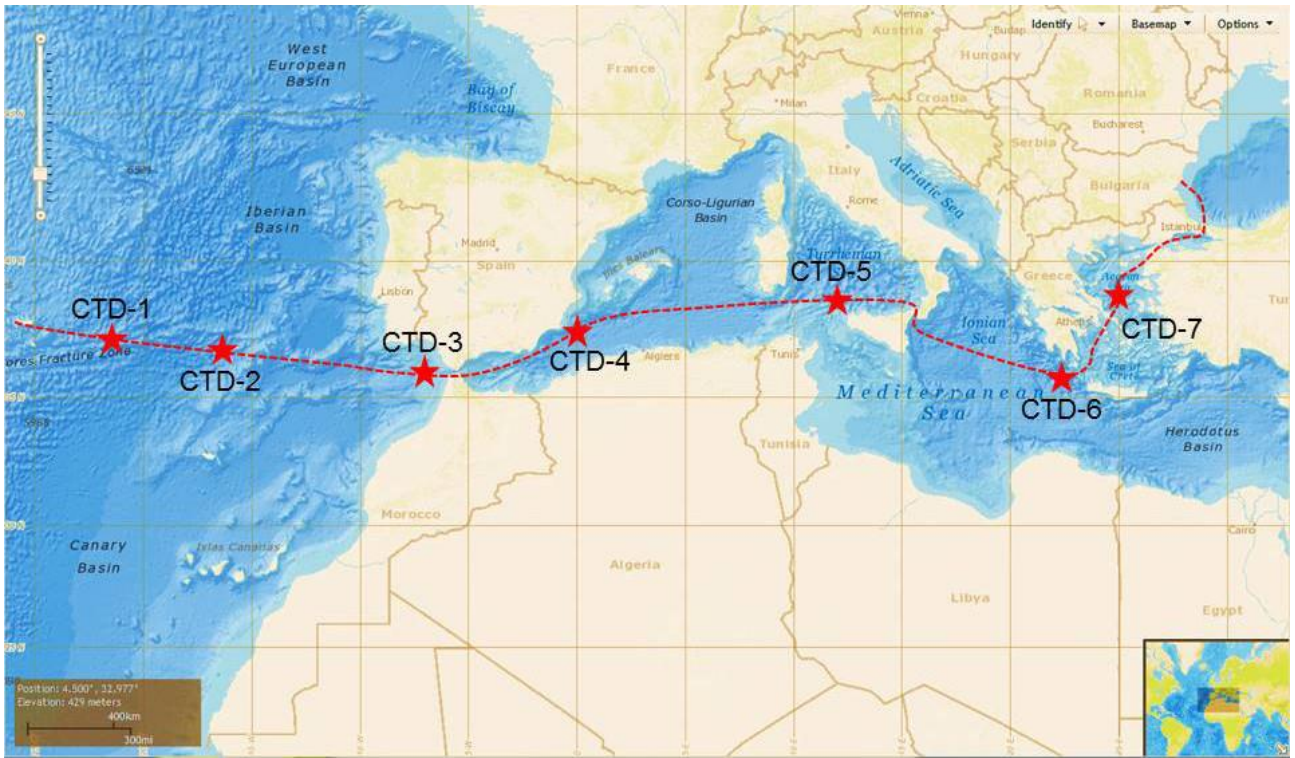 Vienna
Identify
Basemap
Options
West
European
Basin
Austria
Budap
Hungary
France
Bay of
Biscay
Milan
Croatia
Romania
Bucharest
Serbia
Italy
Adriatic Sea
Bulgaria
Iberian
Basin
Corso-Ligurian
Basin
Rome
Istanbul
Madrid
Spain
Illes Balears
Tyrrhenian
Greece
Aegean
CTD-5
Lisbon
CTD-1
CTD-7
Ionian
Sea
Athens
Tur
ores Fracture Zone
CTD-2
CTD-3
CTD-4
Algiers
Tunis
Sea of
Crete
Mediterranean
Sea
CTD-6
Tunisia
Herodotus
Basin
Morocco
Cairo
Canary
Basin
Islas Canarias
Algeria
Libya
Egypt
Position: 4.500°, 32.977°
Elevation: 429 meters
400km
300mi